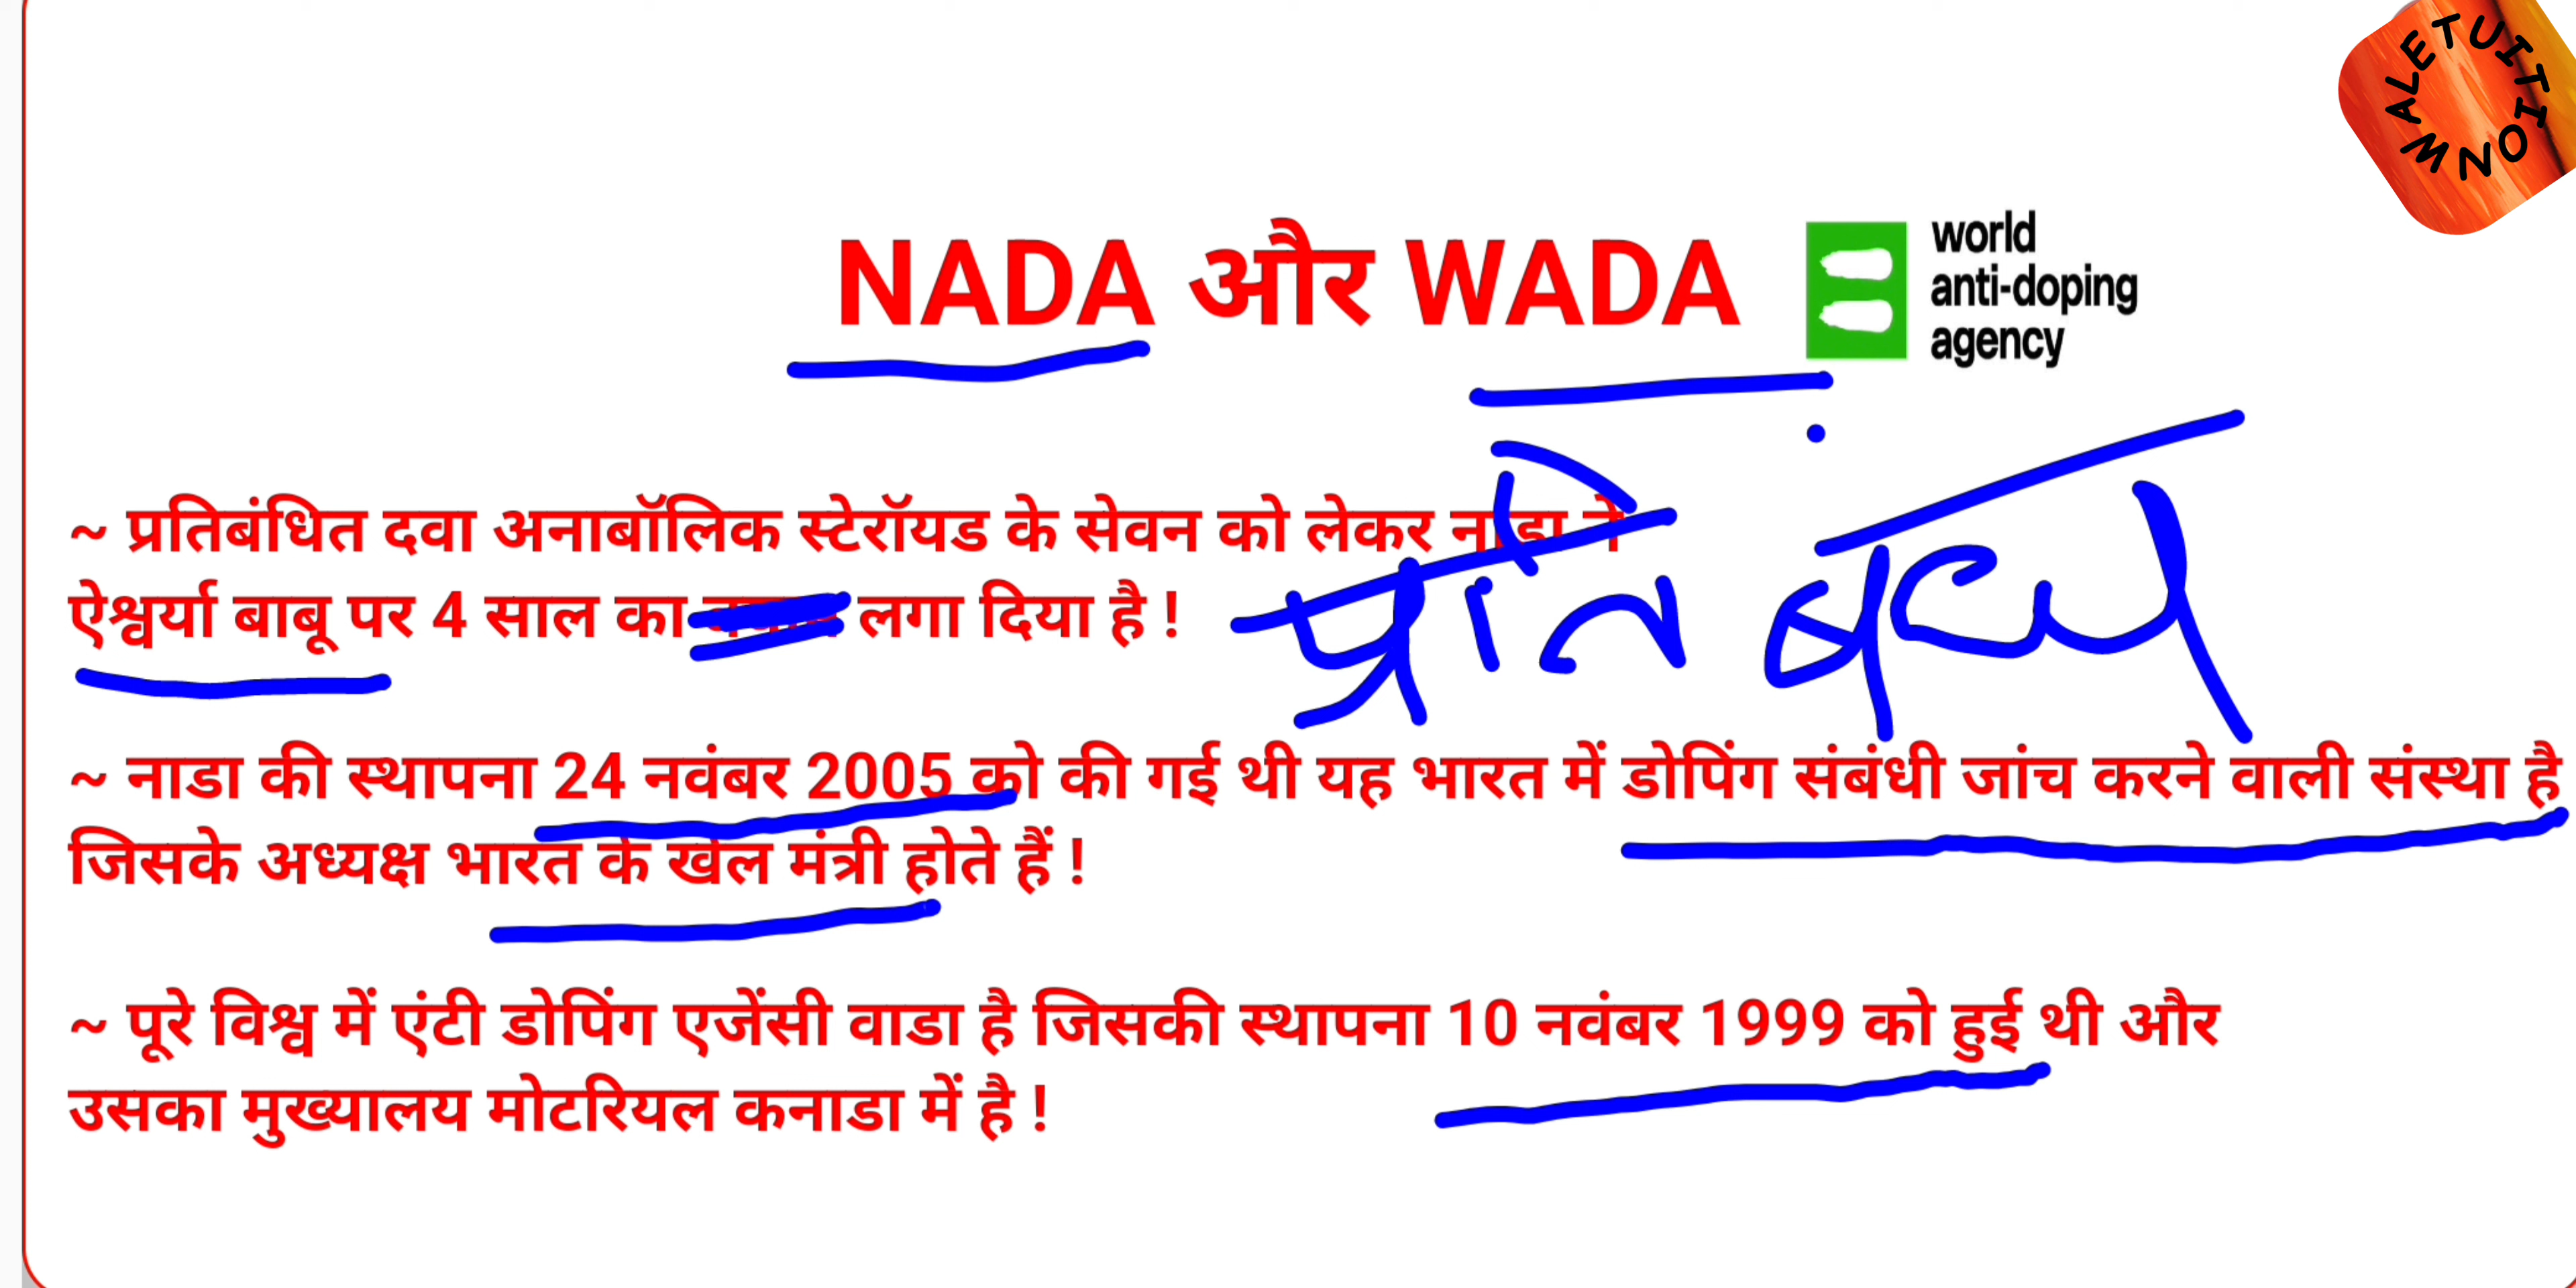 WALETUITION
NADA और WADA
world
anti-doping
agency
~ प्रतिबंधित दवा अनाबॉलिक स्टेरॉयड के सेवन को लेकर नाडा ने
ऐश्वर्या बाबू पर 4 साल का लगा दिया है !
प्रतिबन्ध
~ नाडा की स्थापना 24 नवंबर 2005 को की गई थी यह भारत में डोपिंग संबंधी जांच करने वाली संस्था है
जिसके अध्यक्ष भारत के खेल मंत्री होते हैं !
~ पूरे विश्व में एंटी डोपिंग एजेंसी वाडा है जिसकी स्थापना 10 नवंबर 1999 को हुई थी और
उसका मुख्यालय मोटरियल कनाडा में है !